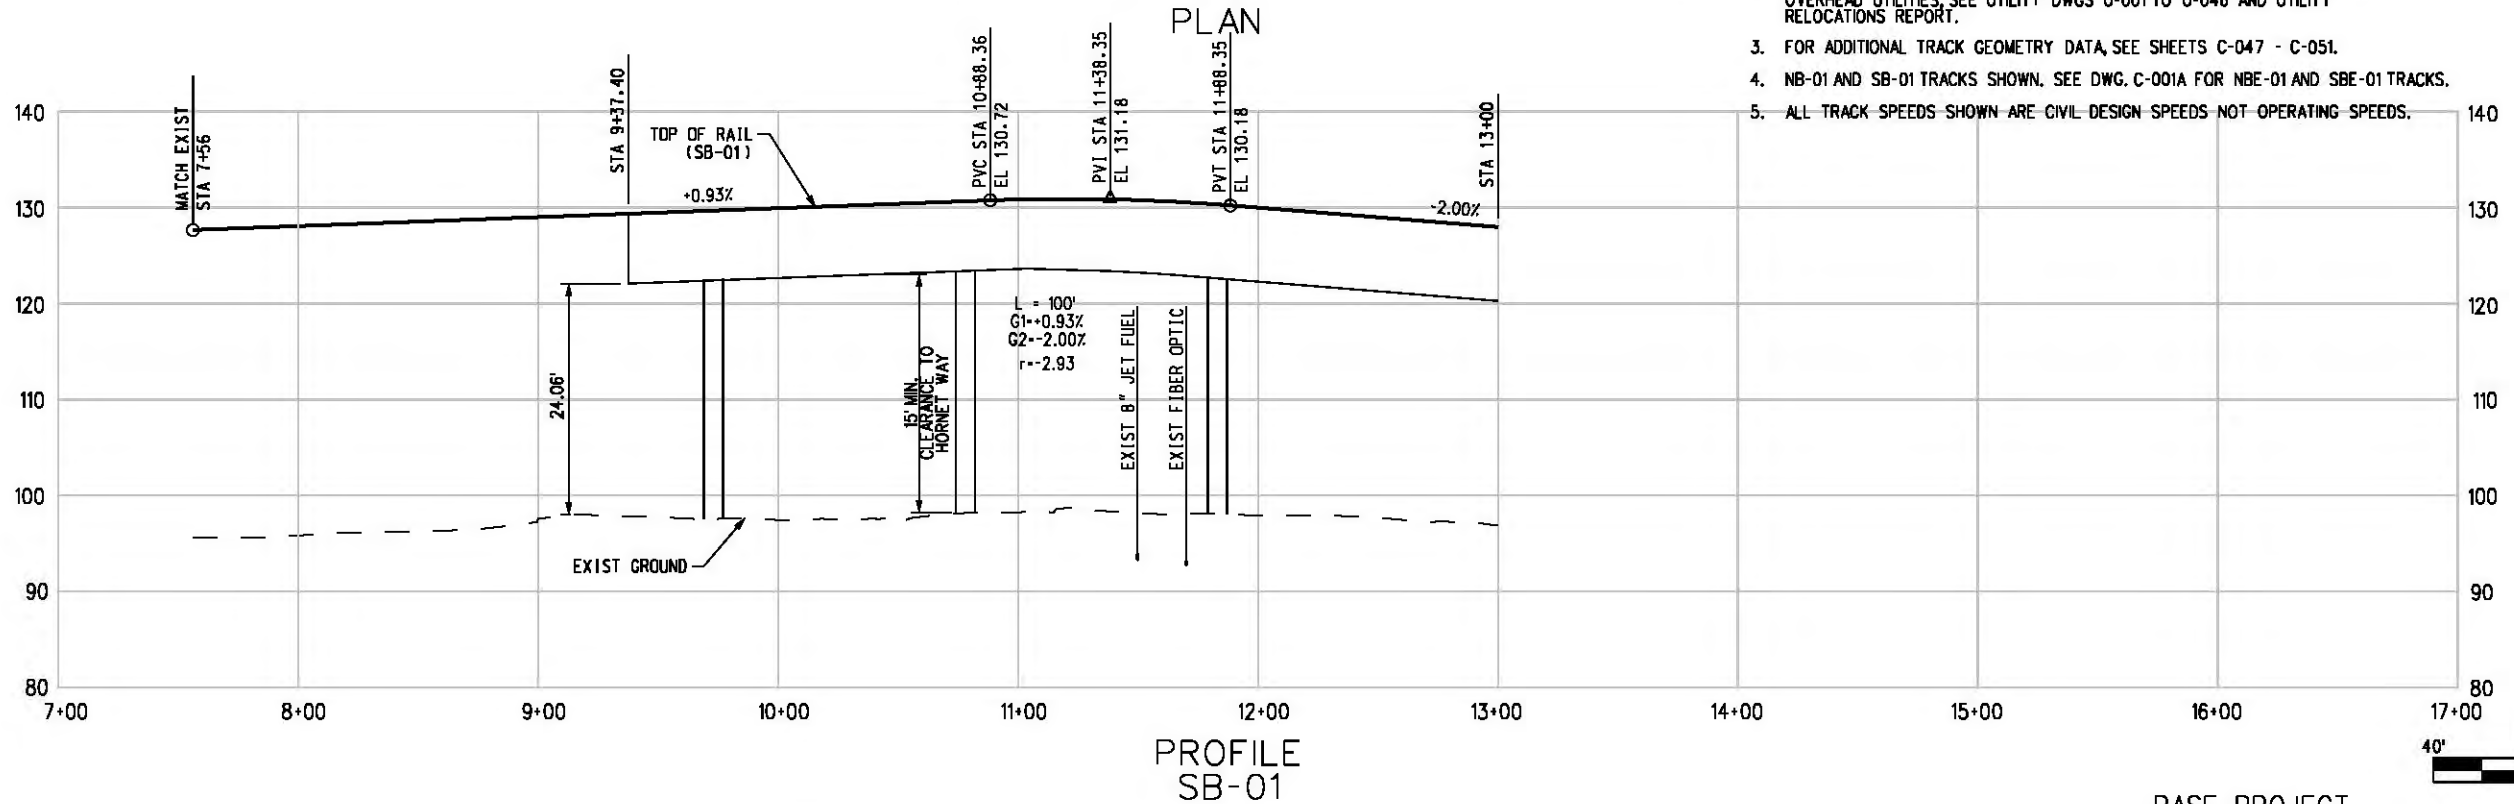 PLAN
OVERHEAD UTILITIES, SEE UTILITY DWGS U-001 TO U-046 AND UTILITY
RELOCATIONS REPORT.
3. FOR ADDITIONAL TRACK GEOMETRY DATA, SEE SHEETS C-047 - C-051.
4. NB-01 AND SB-01 TRACKS SHOWN. SEE DWG. C-001A FOR NBE-01 AND SBE-01 TRACKS.
5. ALL TRACK SPEEDS SHOWN ARE CIVIL DESIGN SPEEDS NOT OPERATING SPEEDS.
MATCH EXIST
STA 7+56
STA 9+37.40
TOP OF RAIL
(SB-01)
+0.93%
PVC STA 10+88.36
EL 130.72
PVI STA 11+38.35
EL 131.18
PVT STA 11+88.35
EL 130.18
-2.00%
STA 13+00
24.06'
15' MIN.
CLEARANCE TO
HORNET WAY
L = 100'
G1=+0.93%
G2=-2.00%
r=-2.93
EXIST 8" JET FUEL
EXIST FIBER OPTIC
EXIST GROUND
140
130
120
110
100
90
80
140
130
120
110
100
90
80
7+00
8+00
9+00
10+00
11+00
12+00
13+00
14+00
15+00
16+00
17+00
PROFILE
SB-01
40'
BASE PROJECT